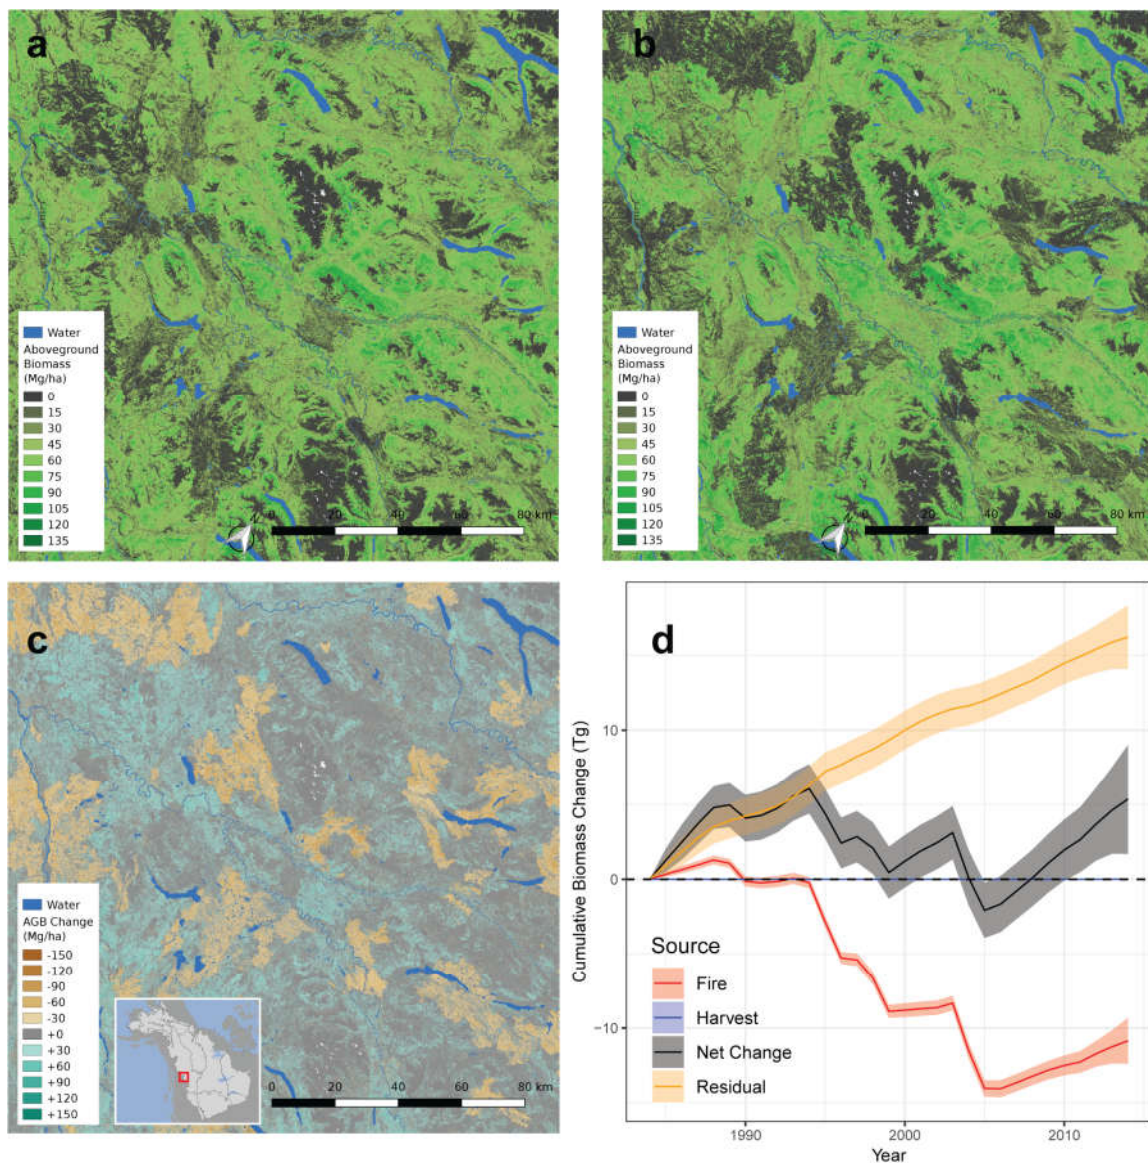 a
Water
Aboveground
Biomass
(Mg/ha)
0
15
30
45
60
75
90
105
120
135
N
0 20 40 60 80 km
b
Water
Aboveground
Biomass
(Mg/ha)
0
15
30
45
60
75
90
105
120
135
N
0 20 40 60 80 km
c
Water
AGB Change
(Mg/ha)
-150
-120
-90
-60
-30
+0
+30
+60
+90
+120
+150
0 20 40 60 80 km
d
Cumulative Biomass Change (Tg)
10
0
−10
Source
Fire
Harvest
Net Change
Residual
1990 2000 2010
Year